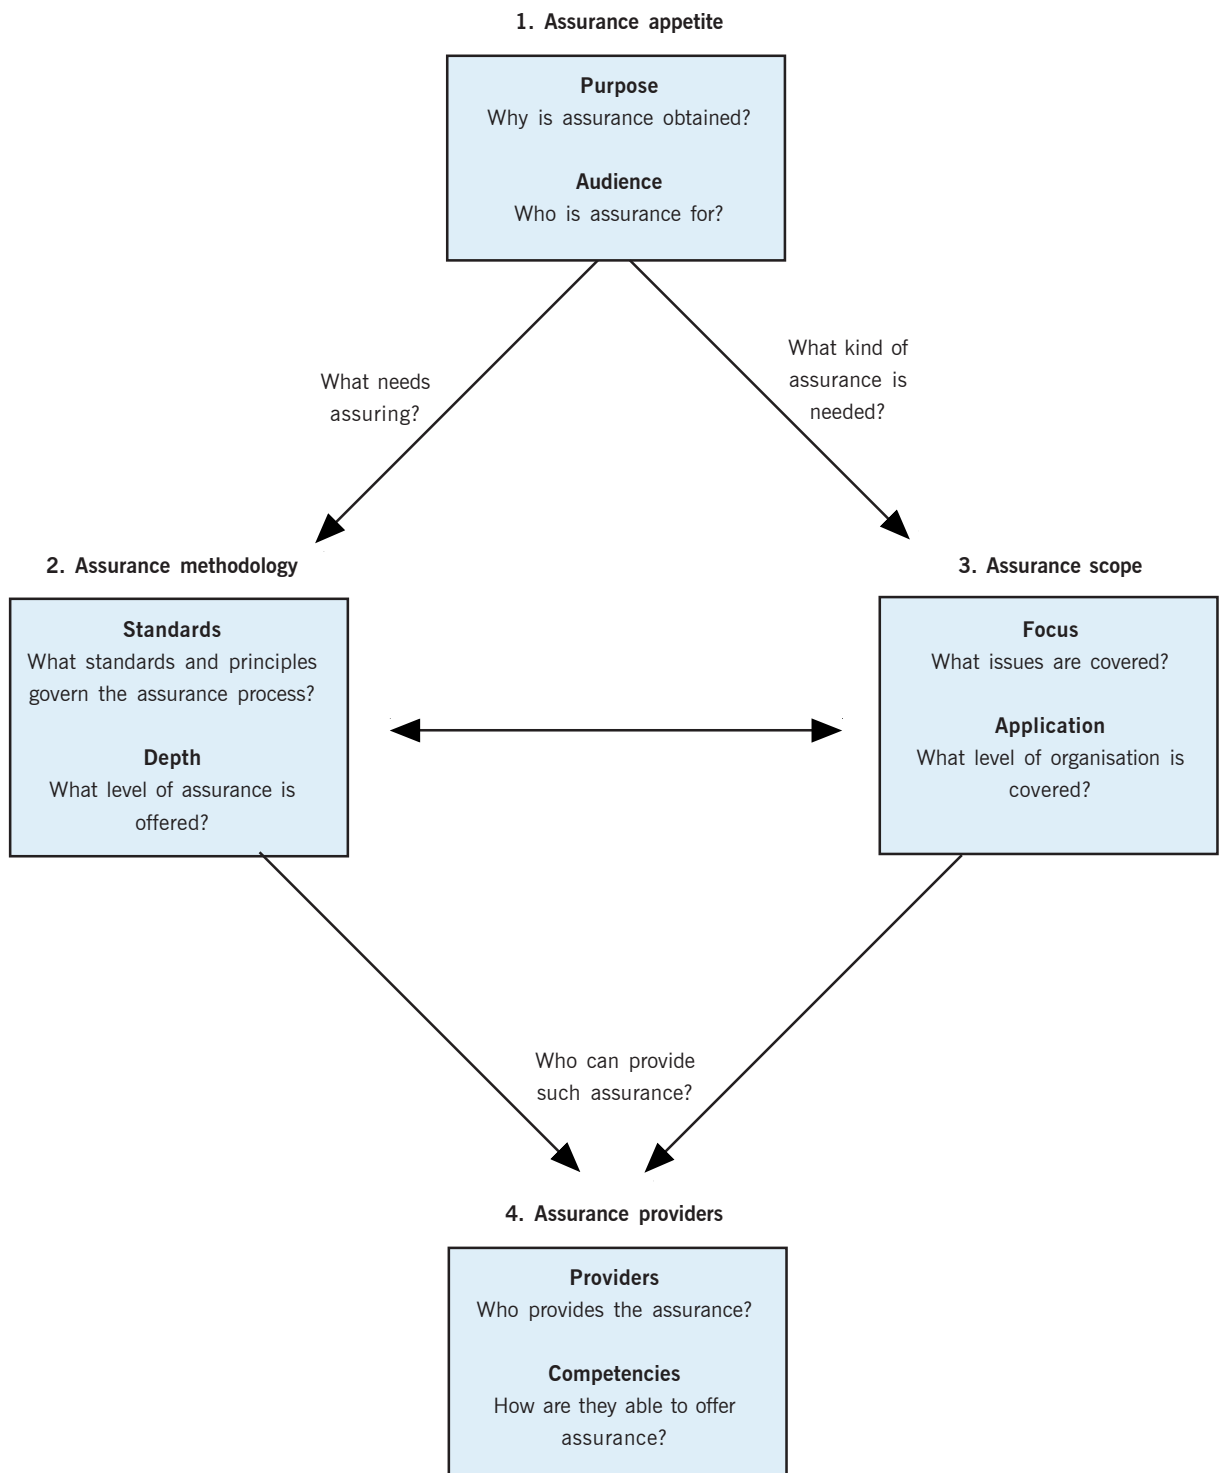 1. Assurance appetite
Purpose
Why is assurance obtained?
Audience
Who is assurance for?
What needs
assuring?
What kind of
assurance is
needed?
2. Assurance methodology
Standards
What standards and principles
govern the assurance process?
Depth
What level of assurance is
offered?
3. Assurance scope
Focus
What issues are covered?
Application
What level of organisation is
covered?
Who can provide
such assurance?
4. Assurance providers
Providers
Who provides the assurance?
Competencies
How are they able to offer
assurance?